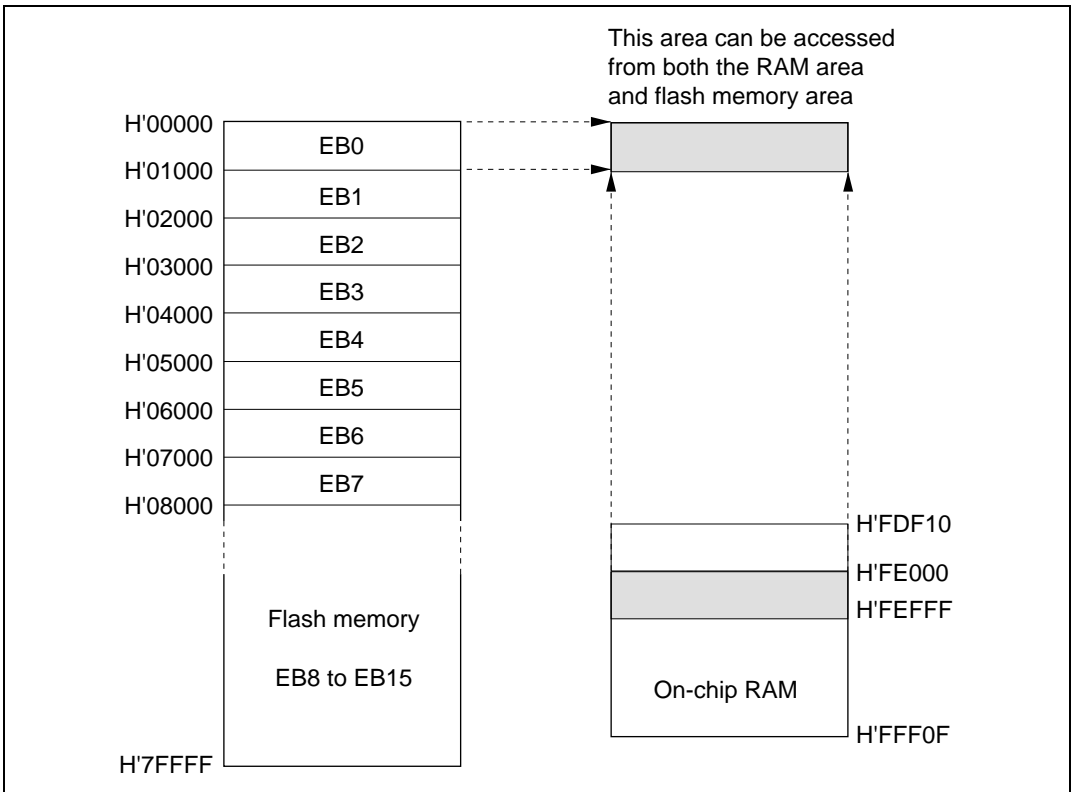 This area can be accessed
from both the RAM area
and flash memory area
H'00000
EB0
H'01000
EB1
H'02000
EB2
H'03000
EB3
H'04000
EB4
H'05000
EB5
H'06000
EB6
H'07000
EB7
H'08000
Flash memory
EB8 to EB15
H'7FFFF
H'FDF10
H'FE000
H'FEFFF
On-chip RAM
H'FFF0F